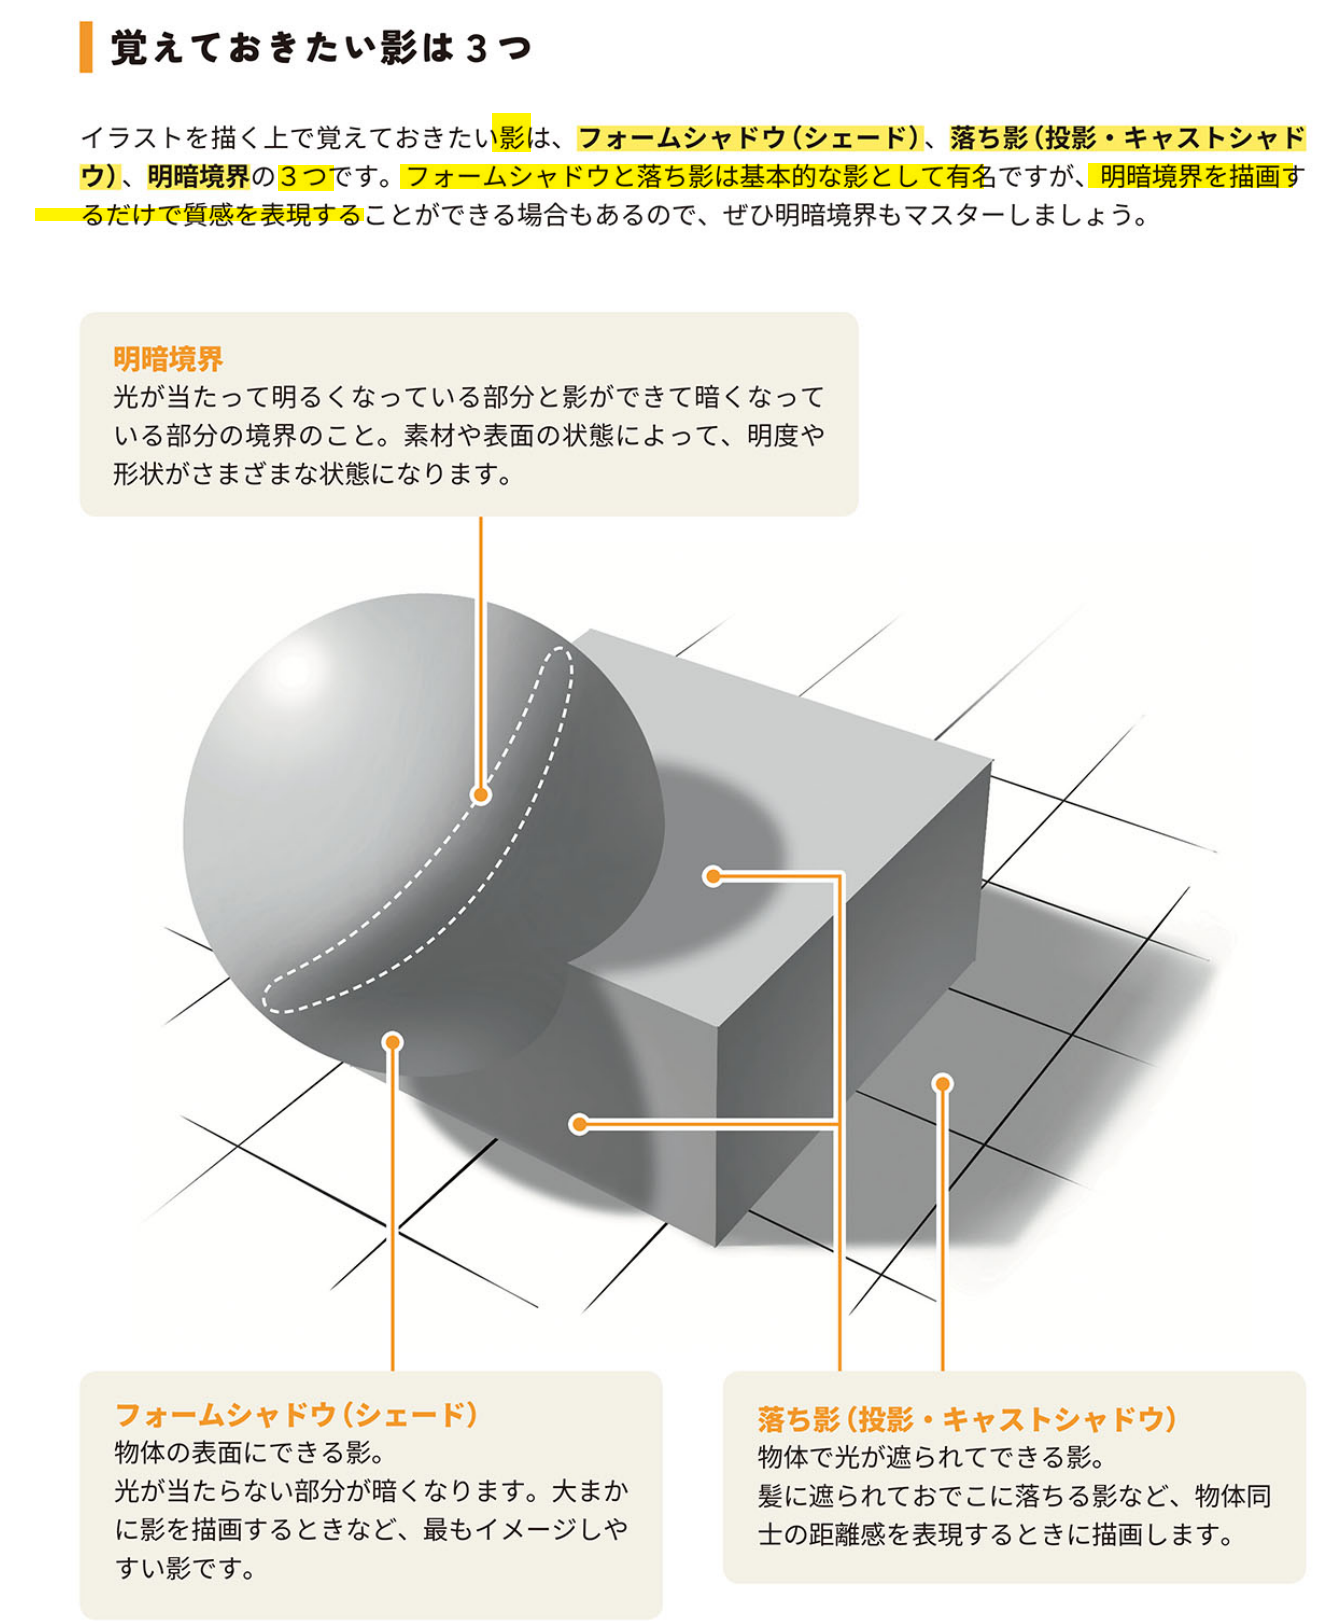 覚えておきたい影は3つ
イラストを描く上で覚えておきたい影は、フォームシャドウ（シェード）、落ち影（投影・キャストシャド
ウ）、明暗境界の3つです。フォームシャドウと落ち影は基本的な影として有名ですが、明暗境界を描画す
るだけで質感を表現することができる場合もあるので、ぜひ明暗境界もマスターしましょう。
明暗境界
光が当たって明るくなっている部分と影ができて暗くなって
いる部分の境界のこと。素材や表面の状態によって、明度や
形状がさまざまな状態になります。
フォームシャドウ（シェード）
物体の表面にできる影。
光が当たらない部分が暗くなります。大まか
に影を描画するときなど、最もイメージしや
すい影です。
落ち影（投影・キャストシャドウ）
物体で光が遮られてできる影。
髪に遮られておでこに落ちる影など、物体同
士の距離感を表現するときに描画します。